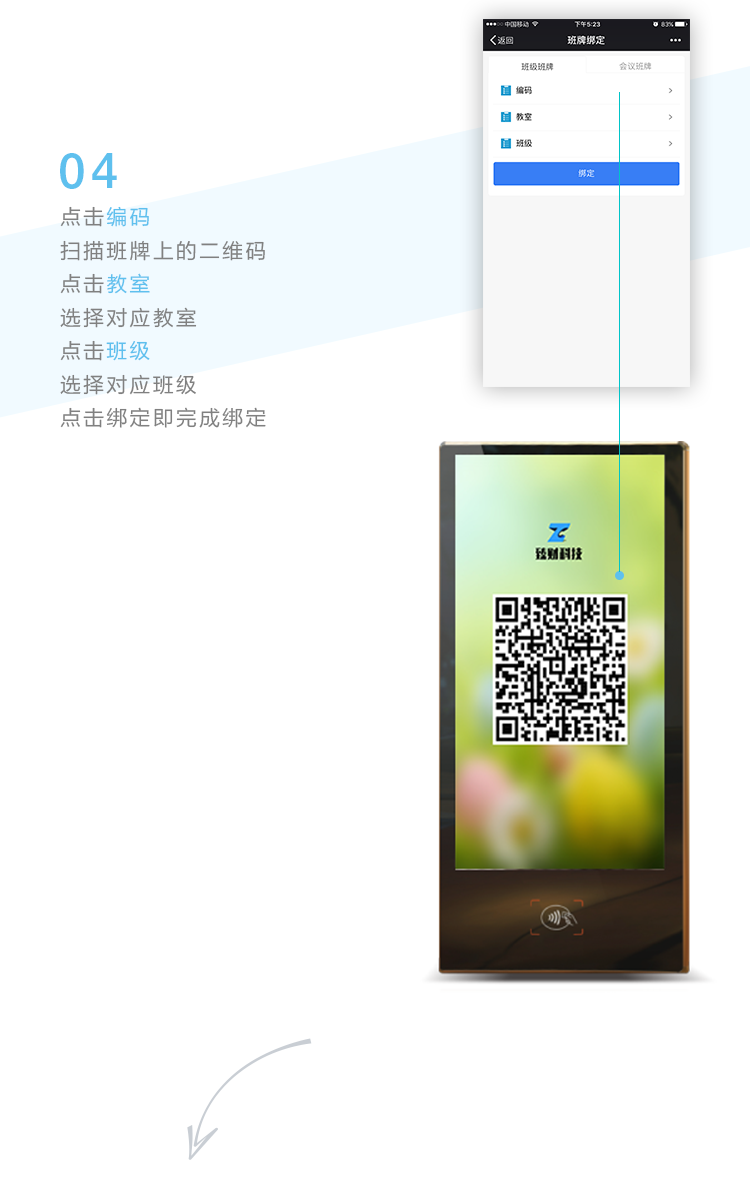 ●●●○○ 中国移动
下午5:23
83%
返回
班牌绑定
班级班牌
会议班牌
编码
教室
班级
绑定
04
点击编码
扫描班牌上的二维码
点击教室
选择对应教室
点击班级
选择对应班级
点击绑定即完成绑定
臻财科技